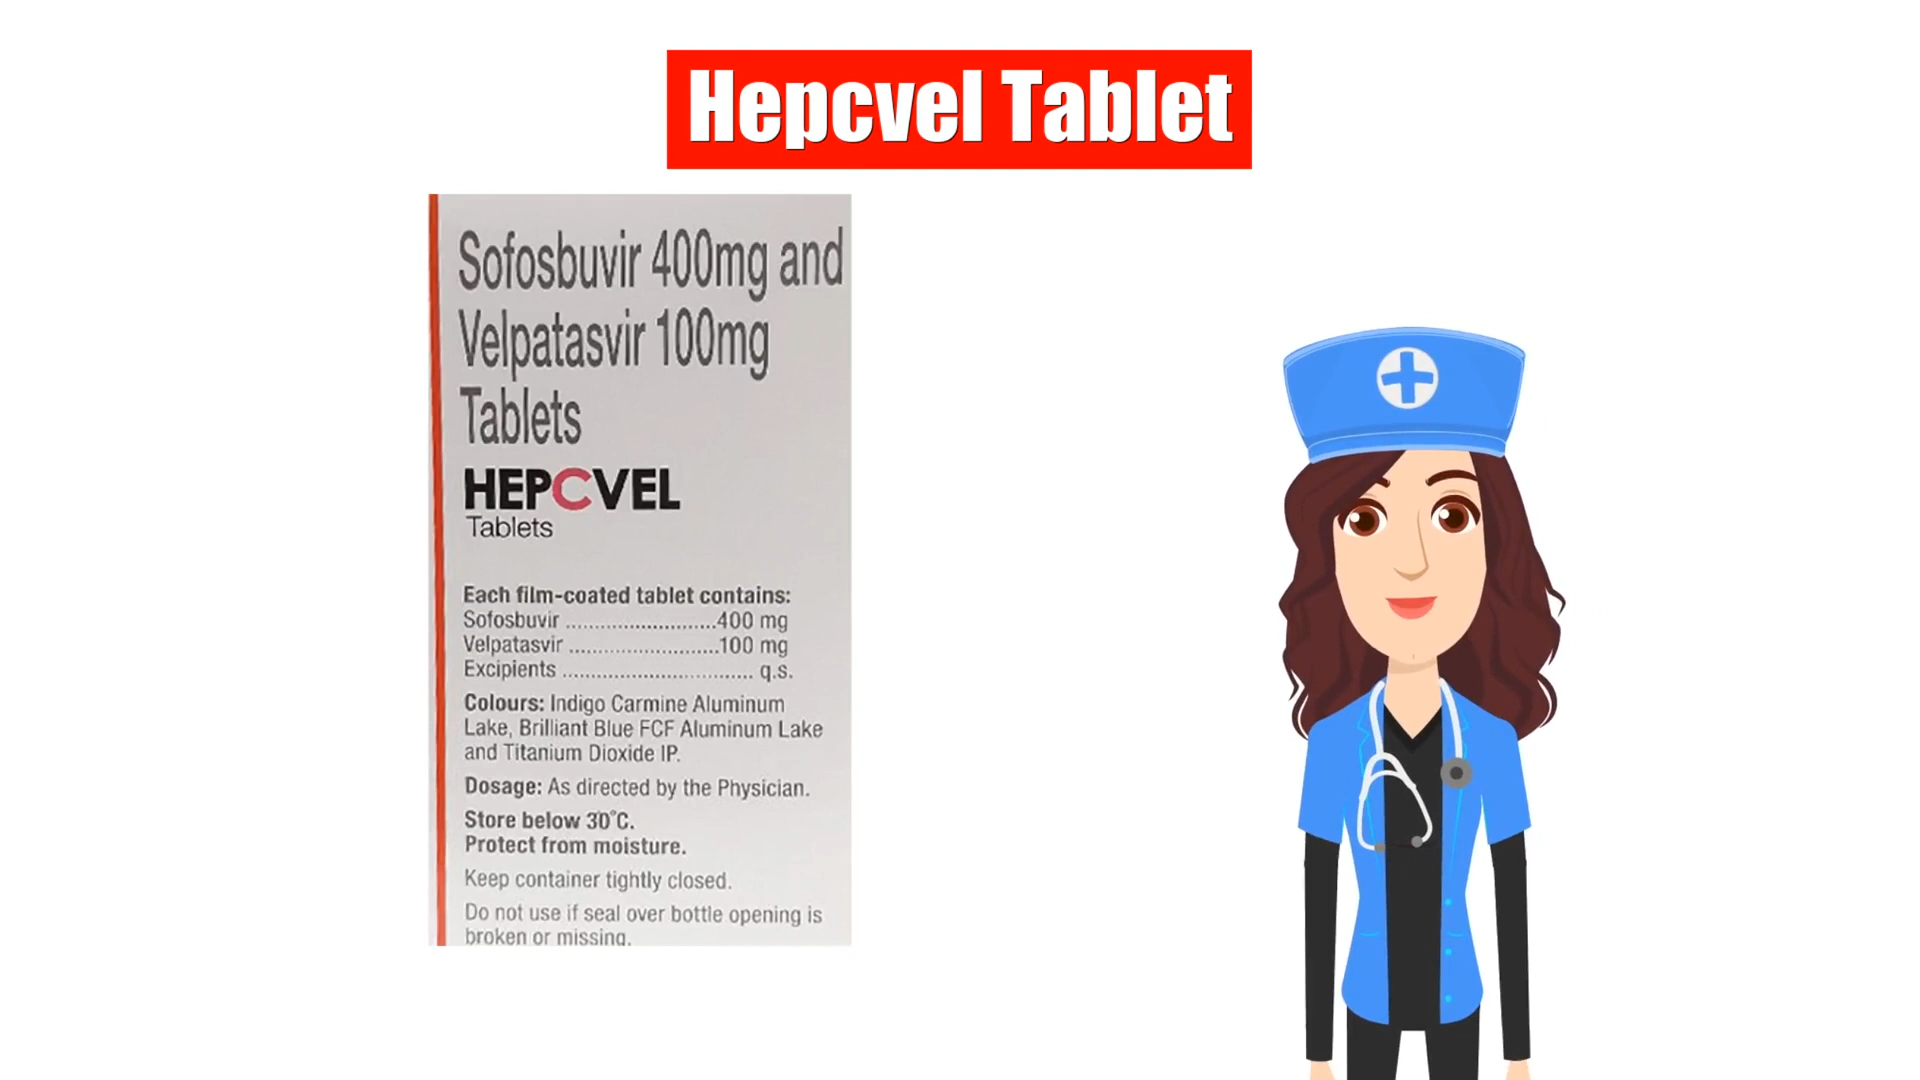 Hepcvel Tablet
Sofosbuvir 400mg and
Velpatasvir 100mg
Tablets
HEPCVEL
Tablets
Each film-coated tablet contains:
Sofosbuvir .........................400 mg
Velpatasvir .........................100 mg
Excipients ............................... q.s.
Colours: Indigo Carmine Aluminum
Lake, Brilliant Blue FCF Aluminum Lake
and Titanium Dioxide IP.
Dosage: As directed by the Physician.
Store below 30°C.
Protect from moisture.
Keep container tightly closed.
Do not use if seal over bottle opening is
broken or missing.